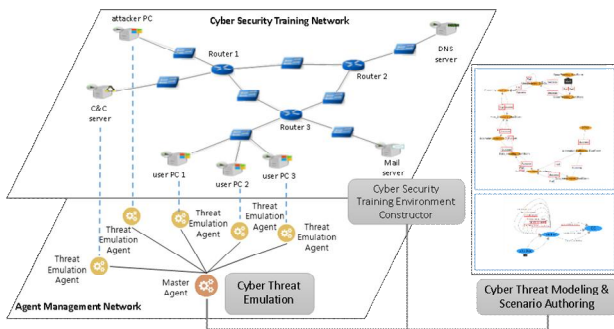 attacker PC
Cyber Security Training Network
Router 1
Router 2
DNS
server
C&C
server
Router 3
user PC 1
user PC 2
user PC 3
Mail
server
Cyber Security
Training Environment
Constructor
Threat
Emulation
Agent
Threat
Emulation
Agent
Threat
Emulation
Agent
Threat
Emulation
Agent
Threat
Emulation
Agent
Master
Agent
Cyber Threat
Emulation
Agent Management Network
Cyber Threat Modeling &
Scenario Authoring